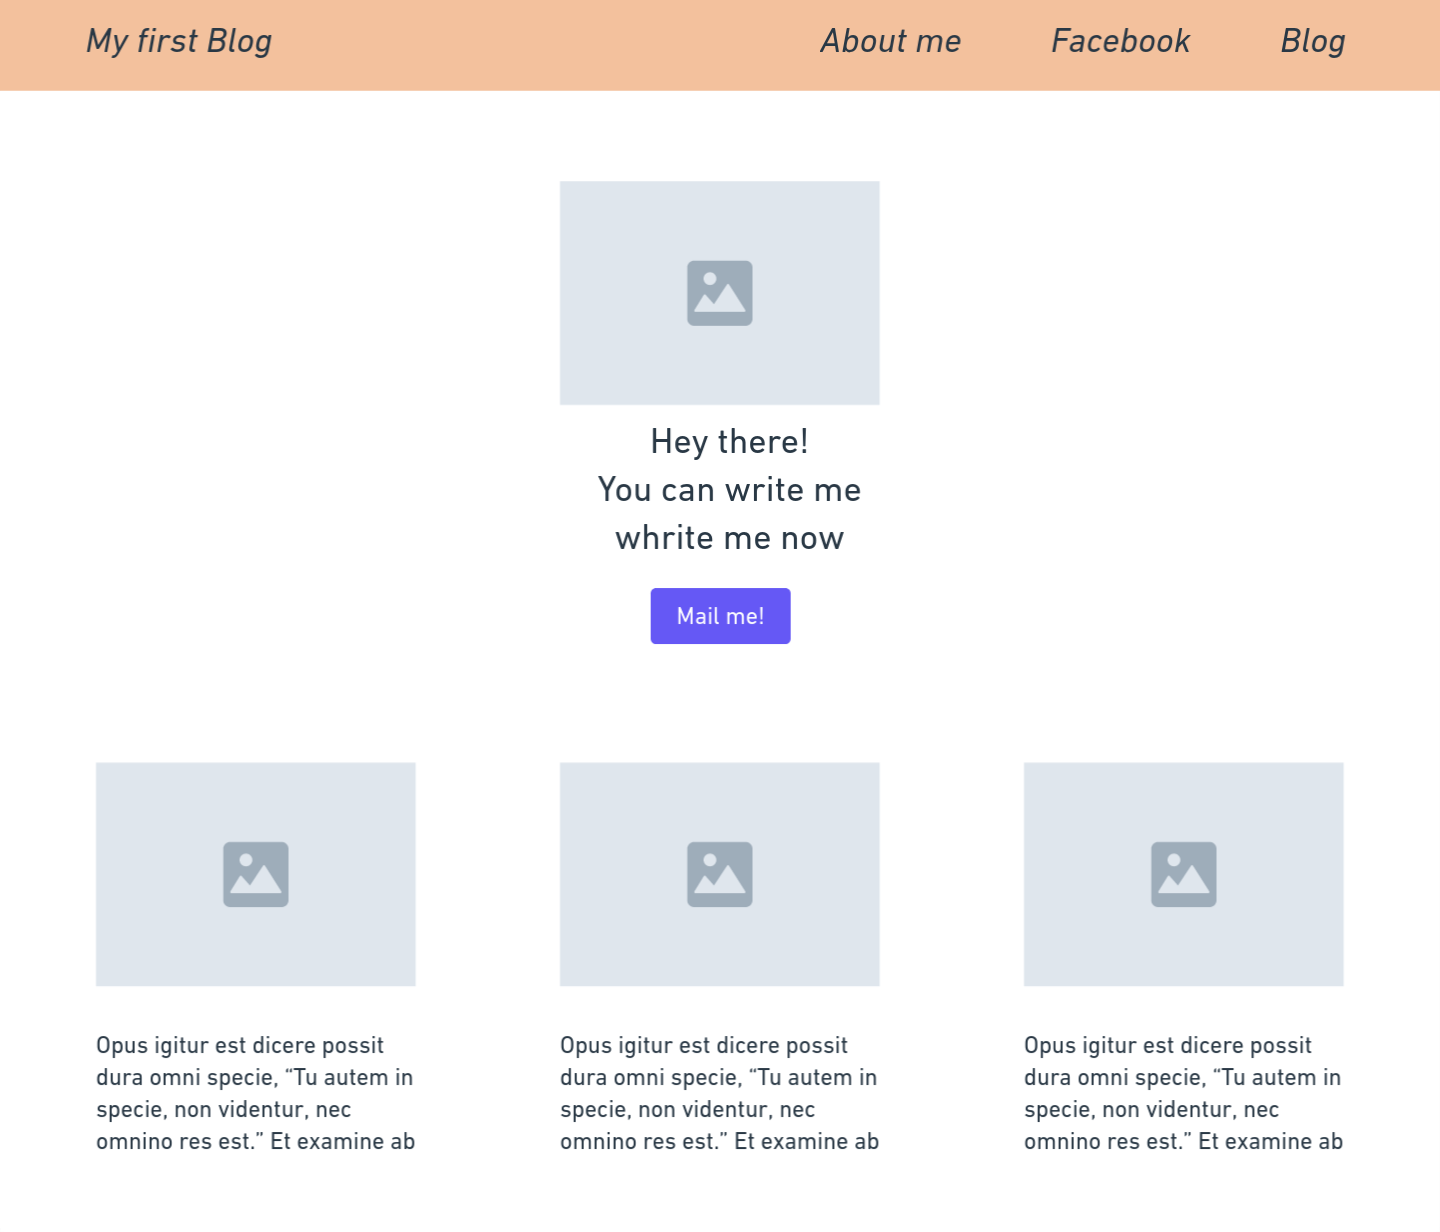 My first Blog
About me
Facebook
Blog
Hey there!
You can write me
whrite me now
Mail me!
Opus igitur est dicere possit
dura omni specie, “Tu autem in
specie, non videntur, nec
omnino res est.” Et examine ab
Opus igitur est dicere possit
dura omni specie, “Tu autem in
specie, non videntur, nec
omnino res est.” Et examine ab
Opus igitur est dicere possit
dura omni specie, “Tu autem in
specie, non videntur, nec
omnino res est.” Et examine ab